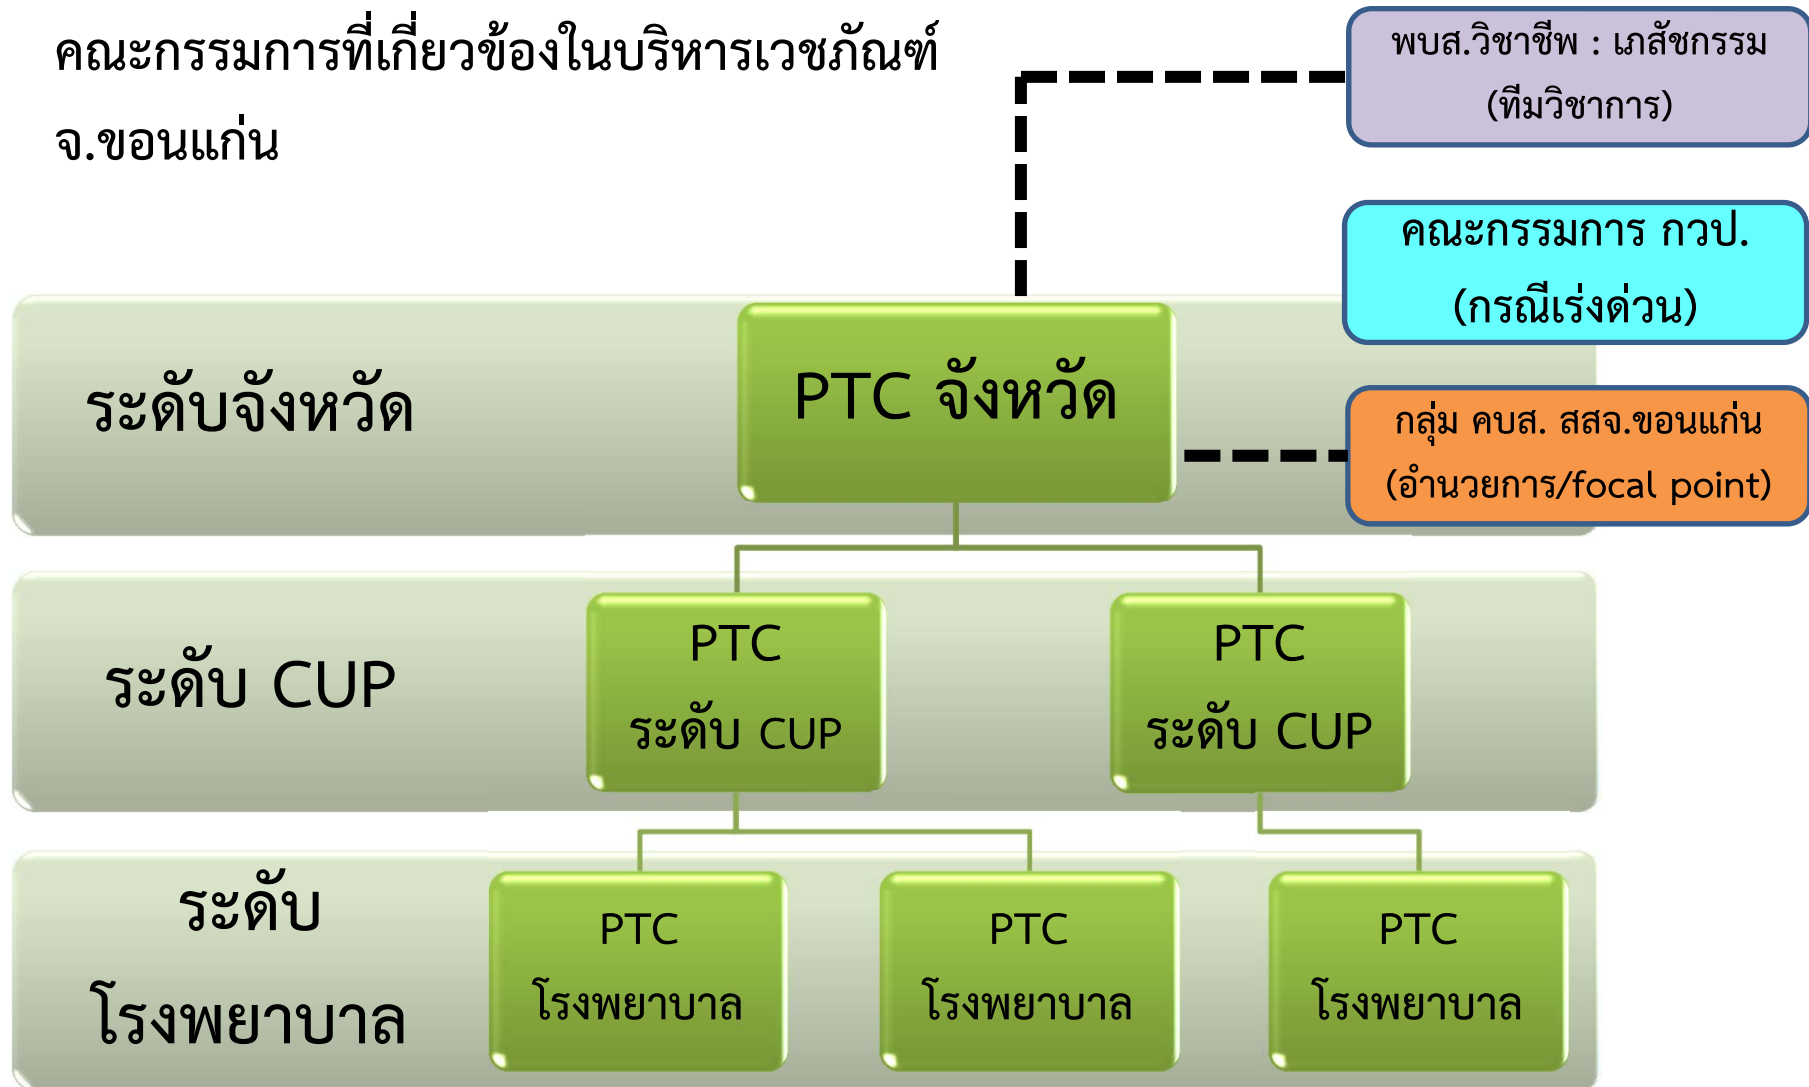 คณะกรรมการที่เกี่ยวข้องในบริหารเวชภัณฑ์
จ.ขอนแก่น
พบส.วิชาชีพ : เภสัชกรรม
(ทีมวิชาการ)
คณะกรรมการ กวป.
(กรณีเร่งด่วน)
ระดับจังหวัด
PTC จังหวัด
กลุ่ม คบส. สสจ.ขอนแก่น
(อำนวยการ/focal point)
ระดับ CUP
PTC
ระดับ CUP
PTC
ระดับ CUP
ระดับ
โรงพยาบาล
PTC
โรงพยาบาล
PTC
โรงพยาบาล
PTC
โรงพยาบาล